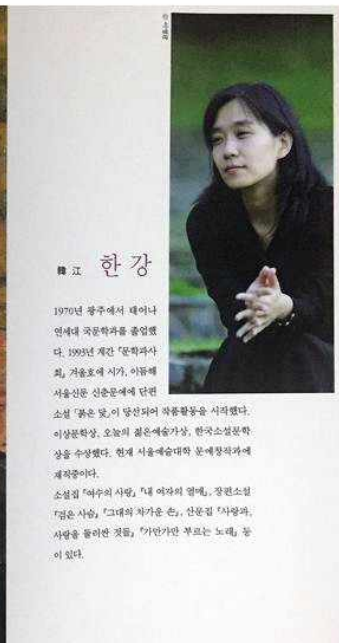 韓 江 한 강
1970년 광주에서 태어나
연세대 국문학과를 졸업했
다. 1993년 계간 『문학과사
회』 겨울호에 시가, 이듬해
서울신문 신춘문예에 단편
소설 「붉은 닻」이 당선되어 작품활동을 시작했다.
이상문학상, 오늘의 젊은예술가상, 한국소설문학
상을 수상했다. 현재 서울예술대학 문예창작과에
재직중이다.
소설집 『여수의 사랑』 『내 여자의 열매』, 장편소설
『검은 사슴』 『그대의 차가운 손』, 산문집 『사랑과,
사랑을 둘러싼 것들』 『가만가만 부르는 노래』 등
이 있다.